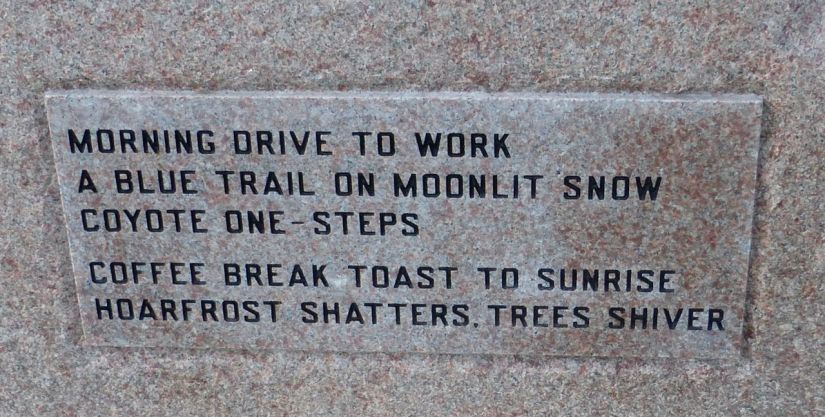 MORNING DRIVE TO WORK
A BLUE TRAIL ON MOONLIT SNOW
COYOTE ONE-STEPS
COFFEE BREAK TOAST TO SUNRISE
HOARFROST SHATTERS. TREES SHIVER